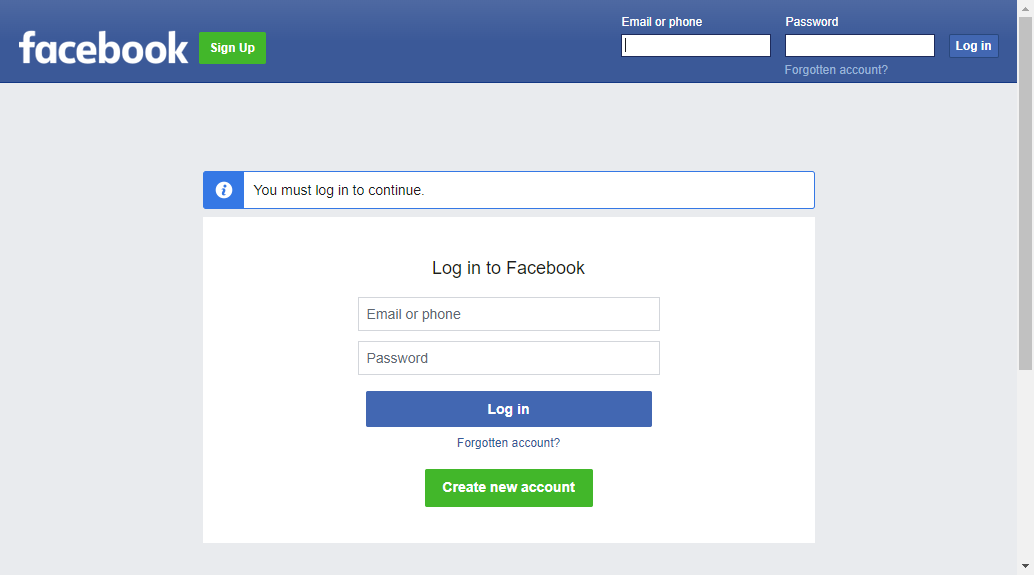 facebook
Sign Up
Email or phone
Password
Log in
Forgotten account?
You must log in to continue.
Log in to Facebook
Email or phone
Password
Log in
Forgotten account?
Create new account